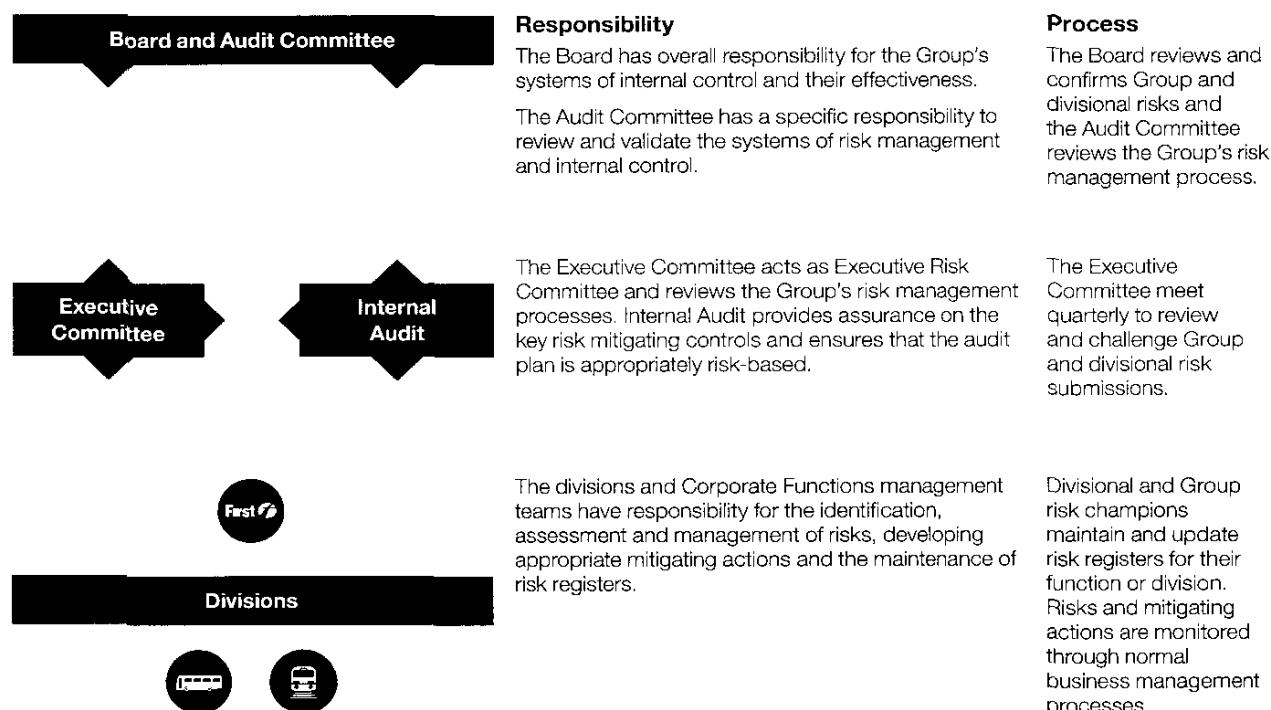 Board and Audit Committee
Responsibility
The Board has overall responsibility for the Group's
systems of internal control and their effectiveness.
The Audit Committee has a specific responsibility to
review and validate the systems of risk management
and internal control.
Process
The Board reviews and
confirms Group and
divisional risks and
the Audit Committee
reviews the Group's risk
management process.
Executive
Committee
Internal
Audit
The Executive Committee acts as Executive Risk
Committee and reviews the Group's risk management
processes. Internal Audit provides assurance on the
key risk mitigating controls and ensures that the audit
plan is appropriately risk-based.
The Executive
Committee meet
quarterly to review
and challenge Group
and divisional risk
submissions.
First
Divisions
The divisions and Corporate Functions management
teams have responsibility for the identification,
assessment and management of risks, developing
appropriate mitigating actions and the maintenance of
risk registers.
Divisional and Group
risk champions
maintain and update
risk registers for their
function or division.
Risks and mitigating
actions are monitored
through normal
business management
processes